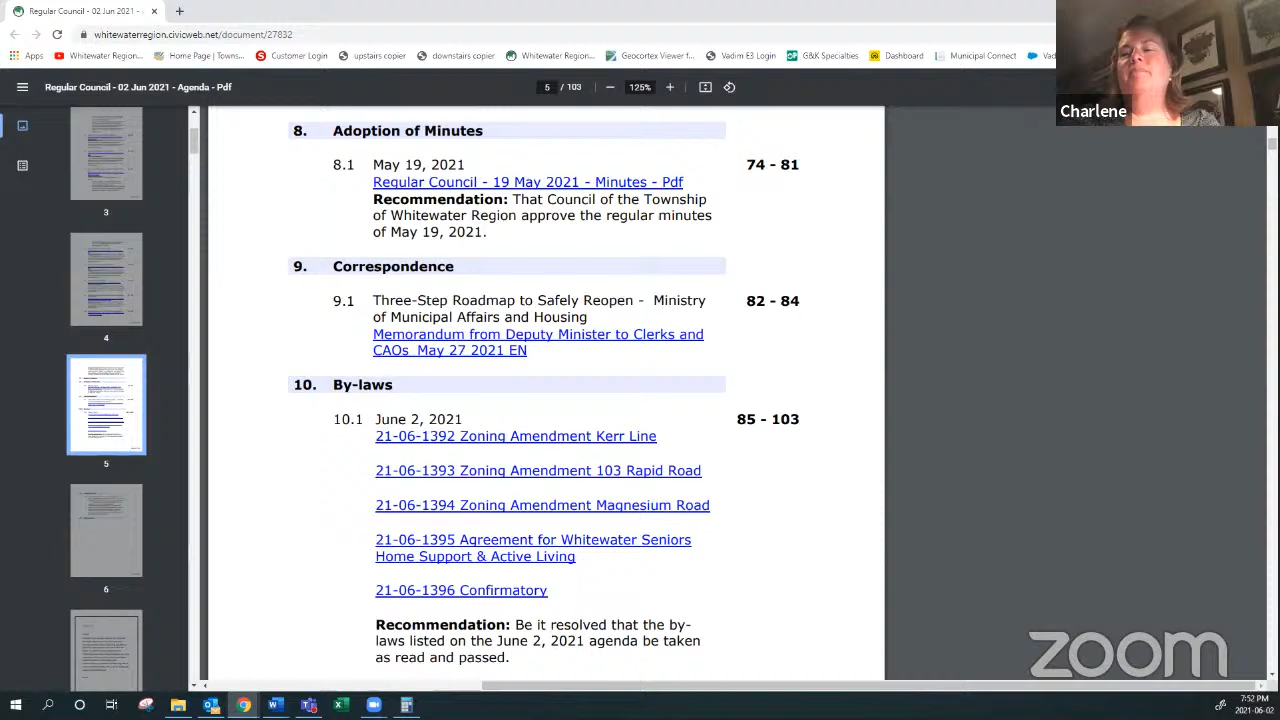 Regular Council - 02 Jun 2021 -
whitewaterregion.civicweb.net/document/27832
Apps
Whitewater Region...
Home Page | Towns...
Customer Login
upstairs copier
downstairs copier
Whitewater Region...
Geocortex Viewer f...
Vadim E3 Login
G&K Specialties
Dashboard
Municipal Connect
Vad
Charlene
Regular Council - 02 Jun 2021 - Agenda - Pdf
5 / 103
125%
3
4
5
6
8. Adoption of Minutes
8.1 May 19, 2021 74 - 81
Regular Council - 19 May 2021 - Minutes - Pdf
Recommendation: That Council of the Township
of Whitewater Region approve the regular minutes
of May 19, 2021.
9. Correspondence
9.1 Three-Step Roadmap to Safely Reopen - Ministry 82 - 84
of Municipal Affairs and Housing
Memorandum from Deputy Minister to Clerks and
CAOs May 27 2021 EN
10. By-laws
10.1 June 2, 2021 85 - 103
21-06-1392 Zoning Amendment Kerr Line
21-06-1393 Zoning Amendment 103 Rapid Road
21-06-1394 Zoning Amendment Magnesium Road
21-06-1395 Agreement for Whitewater Seniors
Home Support & Active Living
21-06-1396 Confirmatory
Recommendation: Be it resolved that the by-
laws listed on the June 2, 2021 agenda be taken
as read and passed.
zoom
7:52 PM
2021-06-02